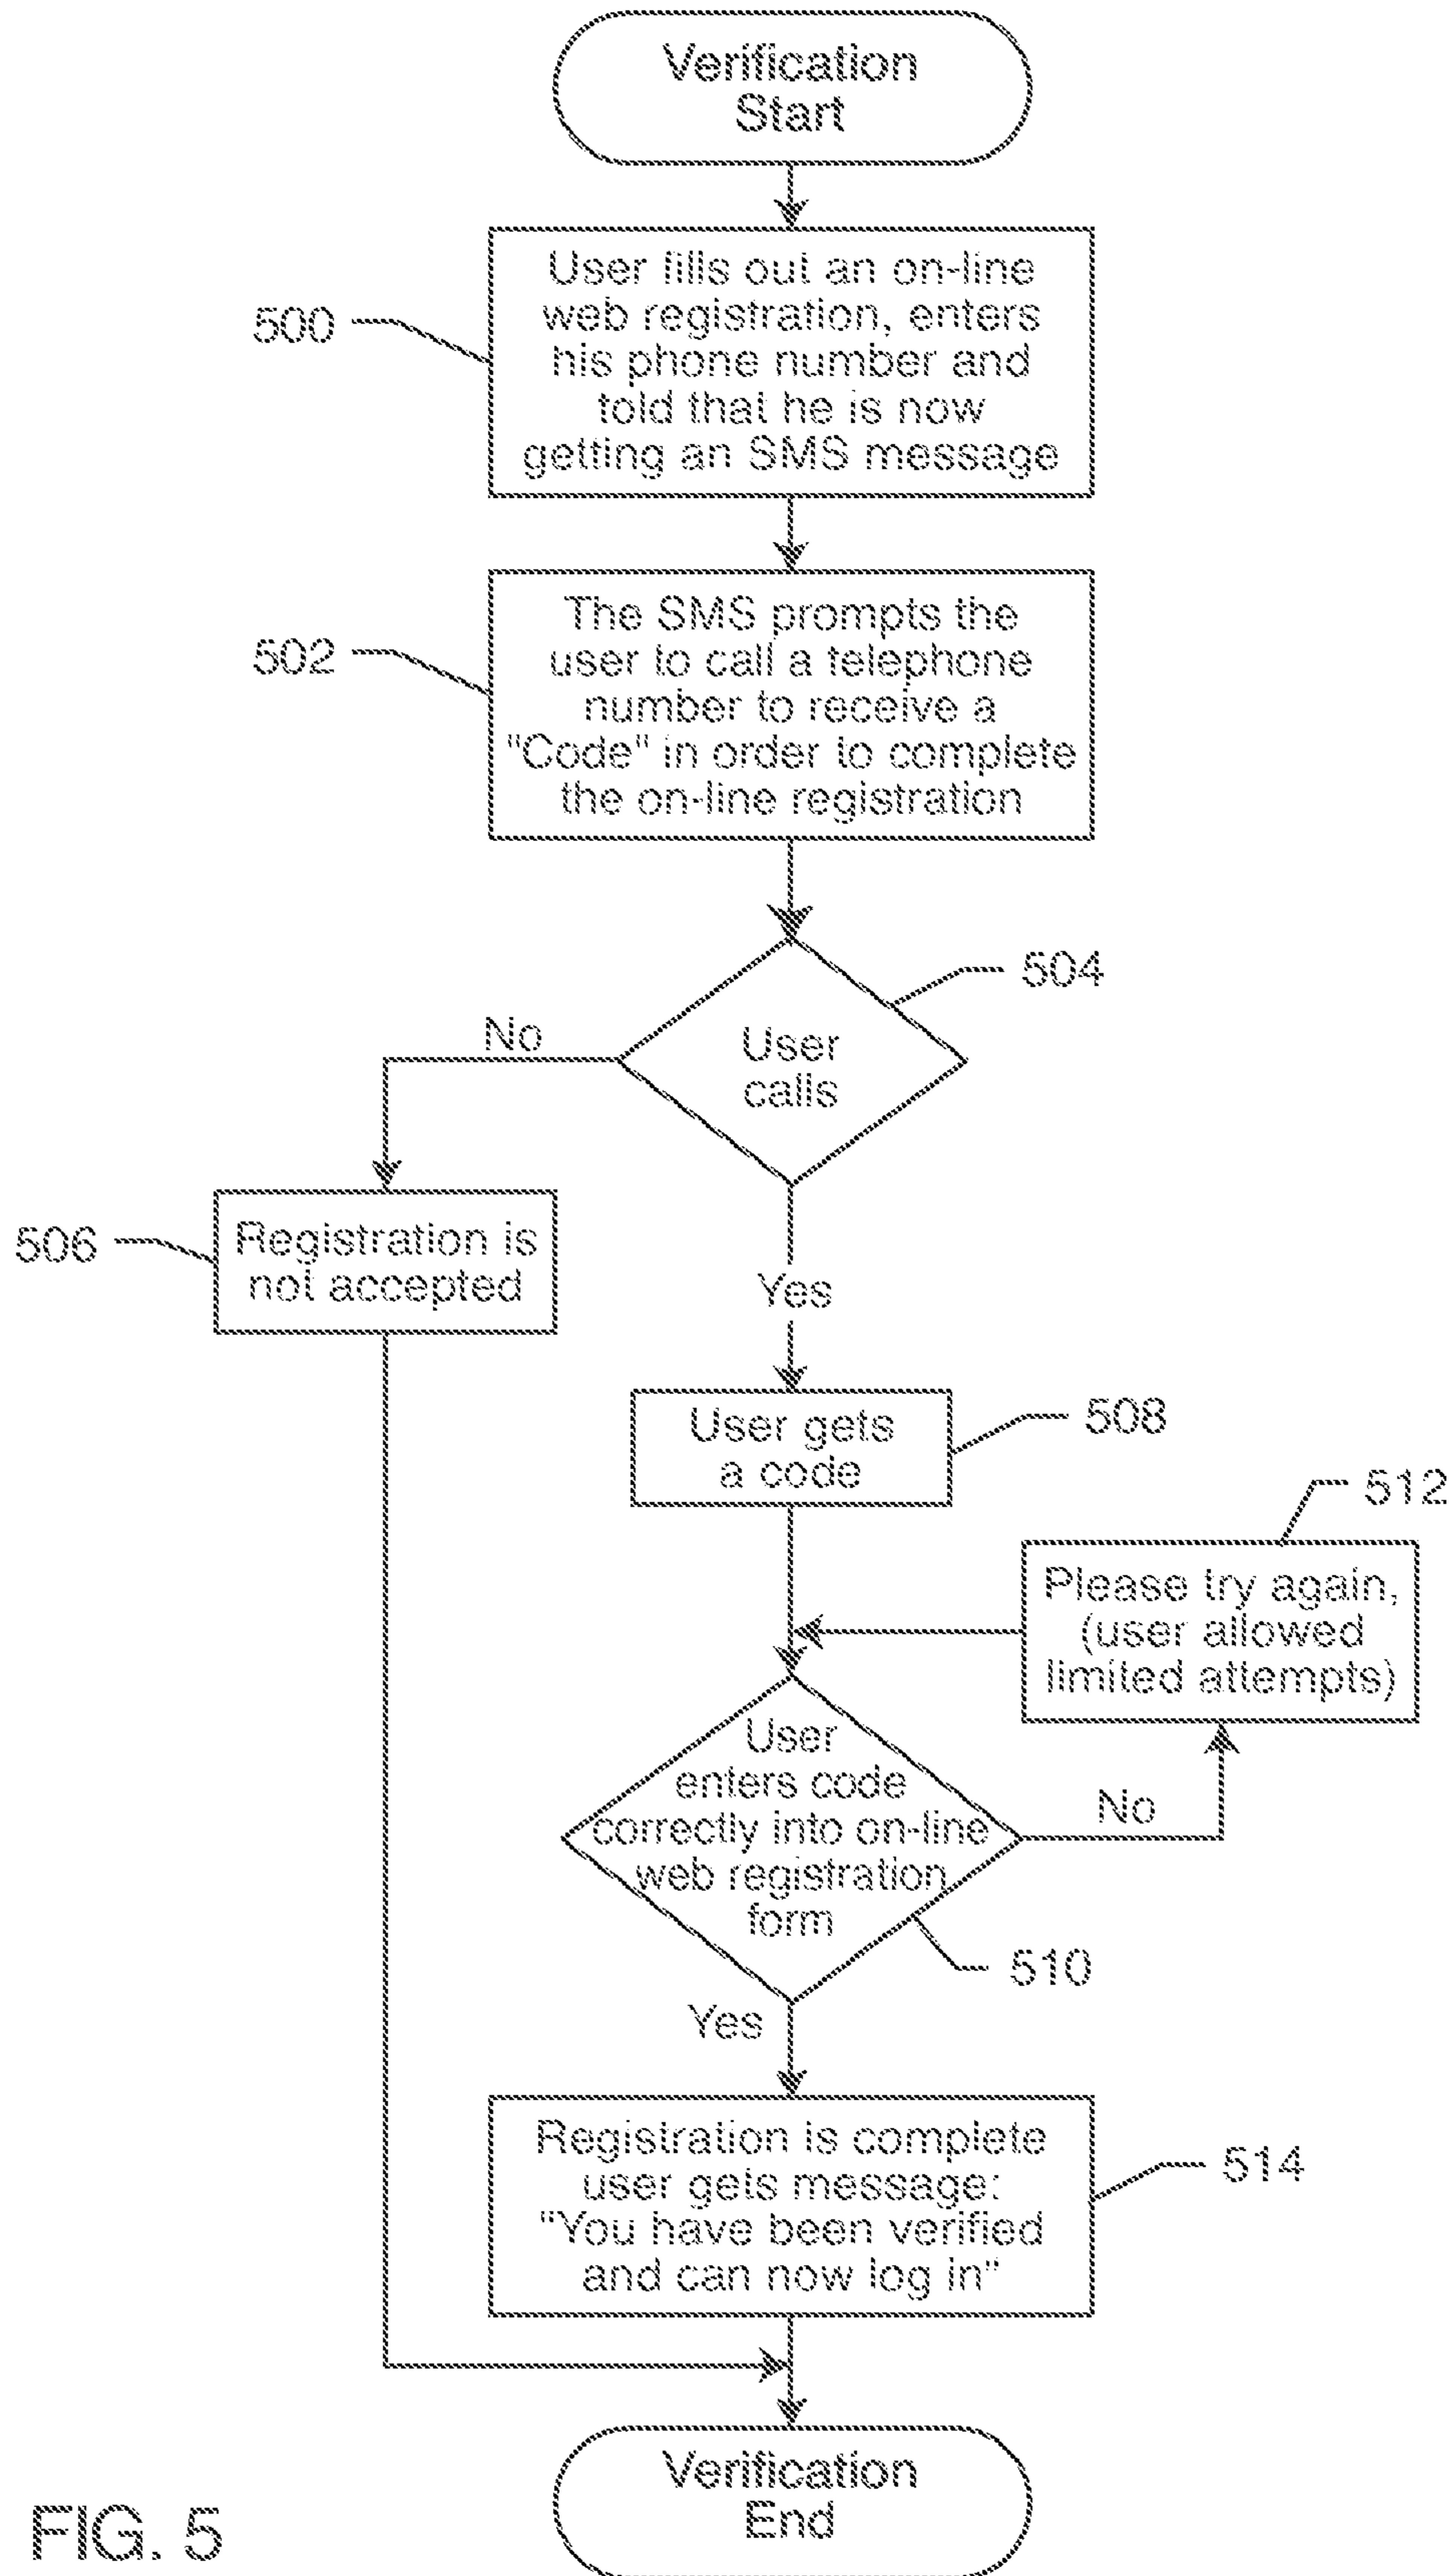 Verification
Start
500
User fills out an on-line
web registration, enters
his phone number and
told that he is now
getting an SMS message
502
The SMS prompts the
user to call a telephone
number to receive a
"Code" in order to complete
the on-line registration
504
No
User
calls
506
Registration is
not accepted
Yes
User gets
a code
508
512
Please try again,
(user allowed
limited attempts)
User
enters code
correctly into on-line
web registration
form
No
510
Yes
Registration is complete
user gets message:
"You have been verified
and can now log in"
514
Verification
End
FIG. 5